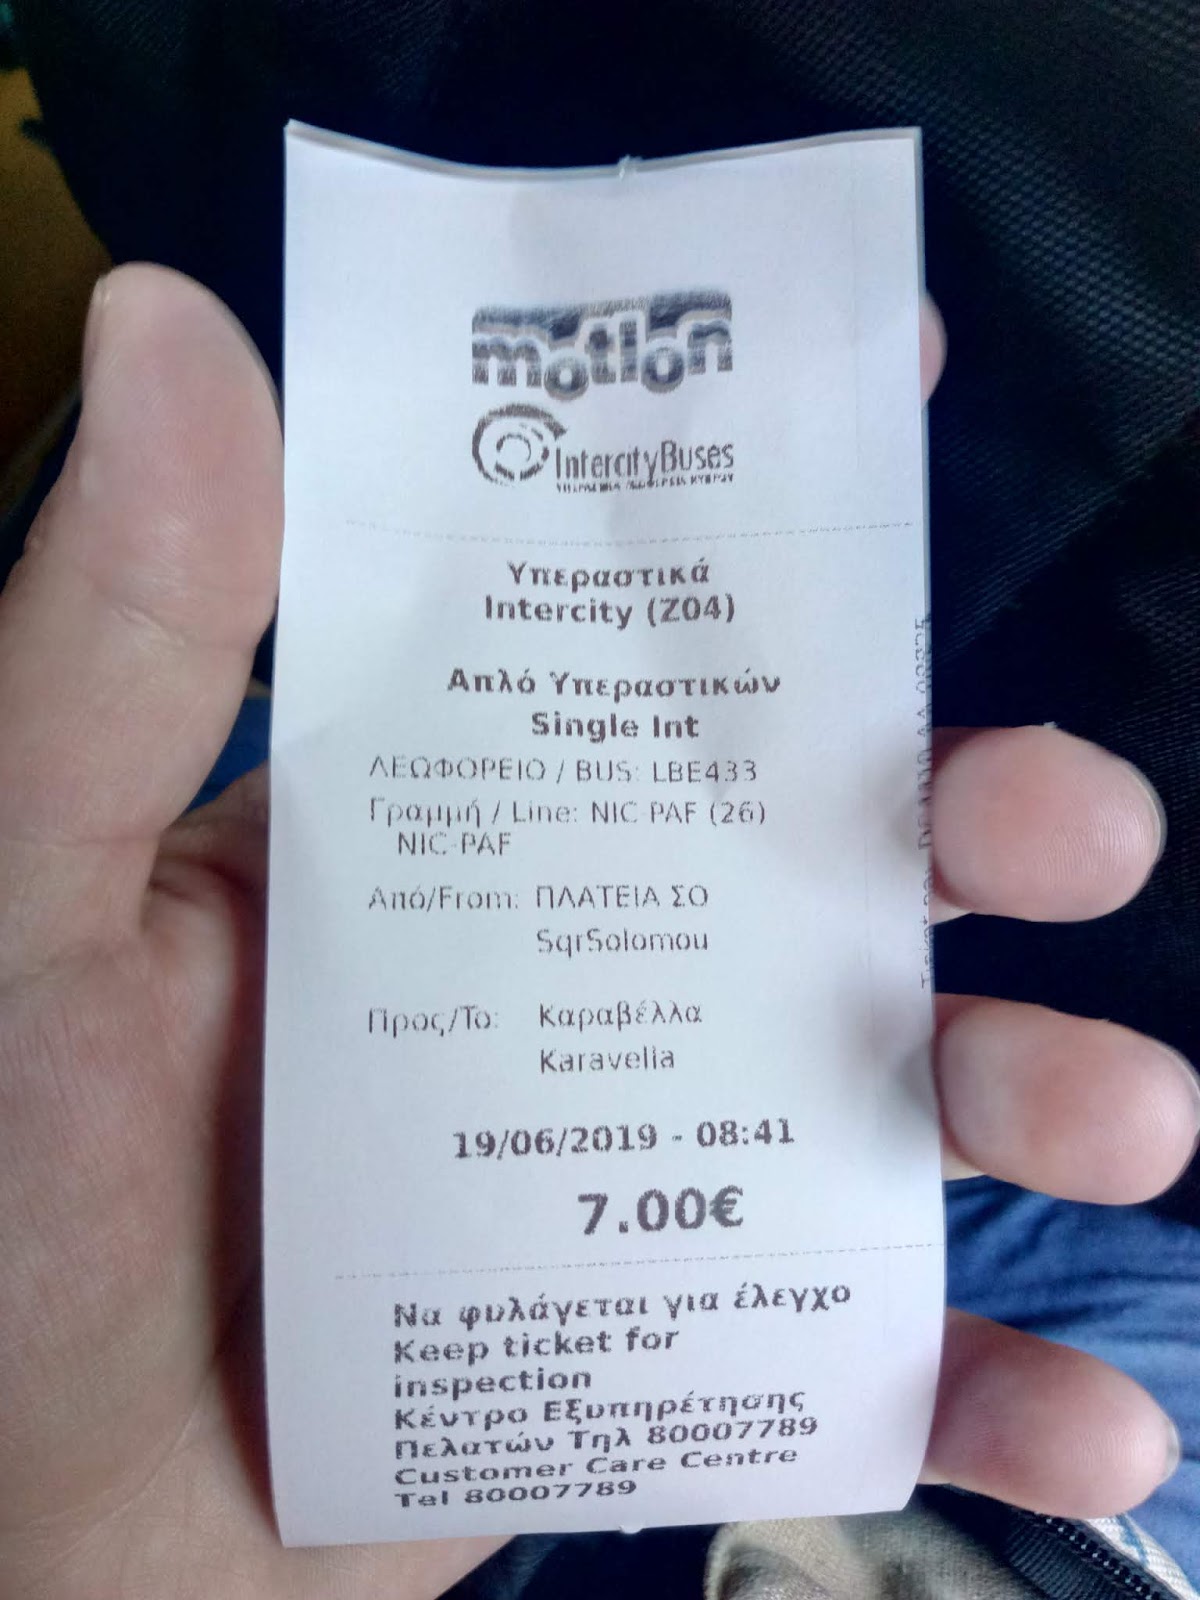 motion
IntercityBuses
Υπεραστικά
Intercity (Z04)
Απλό Υπεραστικών
Single Int
ΛΕΩΦΟΡΕΙΟ / BUS: LBE433
Γραμμή / Line: NIC-PAF (26)
NIC-PAF
Από/From: ΠΛΑΤΕΙΑ ΣΟ
SqrSolomou
Προς/To: Καραβέλλα
Karavella
19/06/2019 - 08:41
7.00€
Να φυλάγεται για έλεγχο
Keep ticket for
inspection
Κέντρο Εξυπηρέτησης
Πελατών Τηλ 80007789
Customer Care Centre
Tel 80007789